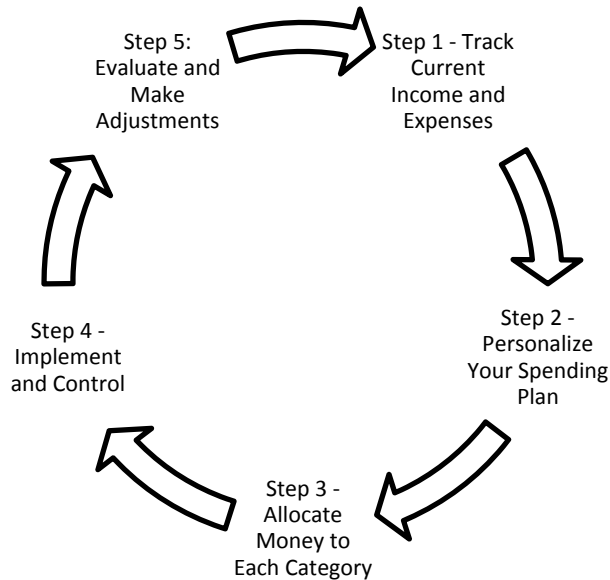 Step 1 - Track
Current
Income and
Expenses
Step 2 -
Personalize
Your Spending
Plan
Step 3 -
Allocate
Money to
Each Category
Step 4 -
Implement
and Control
Step 5:
Evaluate and
Make
Adjustments